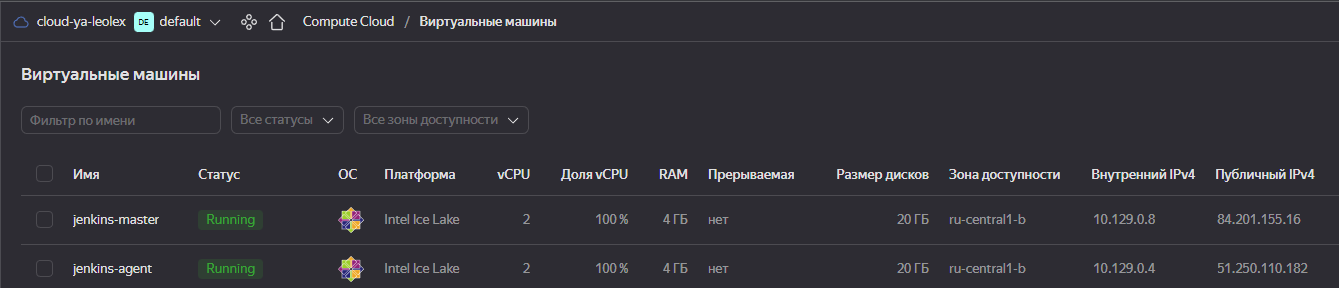 cloud-ya-leolex DE default Compute Cloud / Виртуальные машины
Виртуальные машины
Фильтр по имени Все статусы Все зоны доступности
Имя Статус ОС Платформа vCPU Доля vCPU RAM Прерываемая Размер дисков Зона доступности Внутренний IPv4 Публичный IPv4
jenkins-master Running Intel Ice Lake 2 100 % 4 ГБ нет 20 ГБ ru-central1-b 10.129.0.8 84.201.155.16
jenkins-agent Running Intel Ice Lake 2 100 % 4 ГБ нет 20 ГБ ru-central1-b 10.129.0.4 51.250.110.182